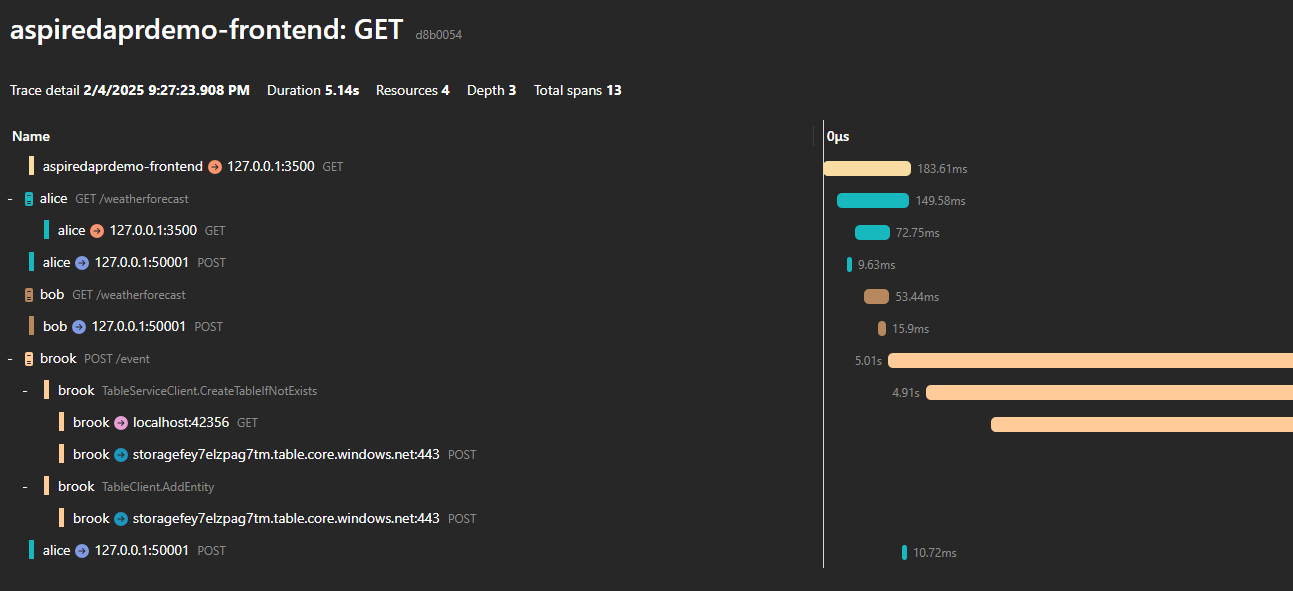 aspiredaprdemo-frontend: GET d8b0054
Trace detail 2/4/2025 9:27:23.908 PM Duration 5.14s Resources 4 Depth 3 Total spans 13
Name 0µs
aspiredaprdemo-frontend 127.0.0.1:3500 GET 183.61ms
- alice GET /weatherforecast 149.58ms
alice 127.0.0.1:3500 GET 72.75ms
alice 127.0.0.1:50001 POST 9.63ms
bob GET /weatherforecast 53.44ms
bob 127.0.0.1:50001 POST 15.9ms
- brook POST /event 5.01s
- brook TableServiceClient.CreateTableIfNotExists 4.91s
brook localhost:42356 GET
brook storagefey7elzpag7tm.table.core.windows.net:443 POST
- brook TableClient.AddEntity
brook storagefey7elzpag7tm.table.core.windows.net:443 POST
alice 127.0.0.1:50001 POST 10.72ms